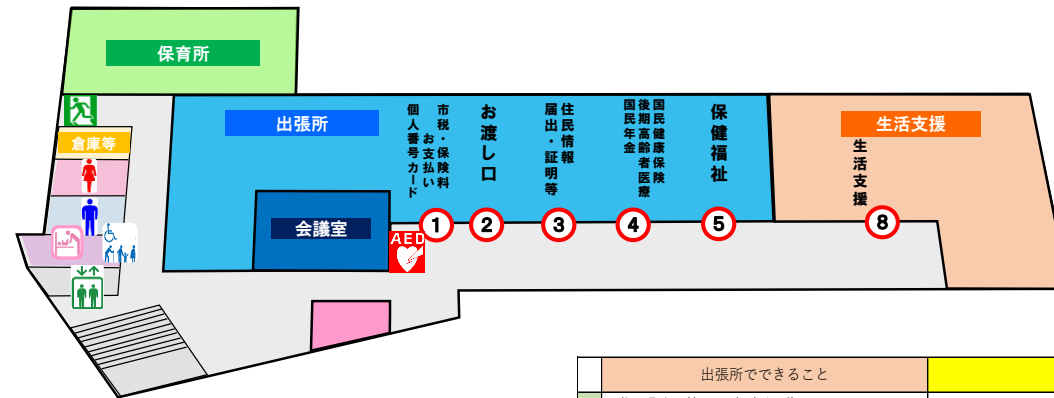 保育所
倉庫等
出張所
会議室
AED
市税・保険料
お支払い
個人番号カード
1
お渡し口
2
住民情報
届出・証明等
3
国民健康保険
後期高齢者医療
国民年金
4
保健福祉
5
生活支援
生活支援
8
出張所でできること